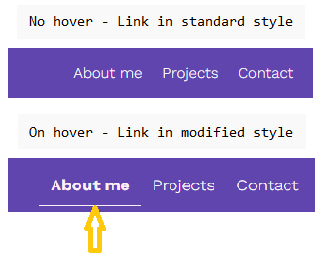 No hover - Link in standard style
About me Projects Contact
On hover - Link in modified style
About me Projects Contact